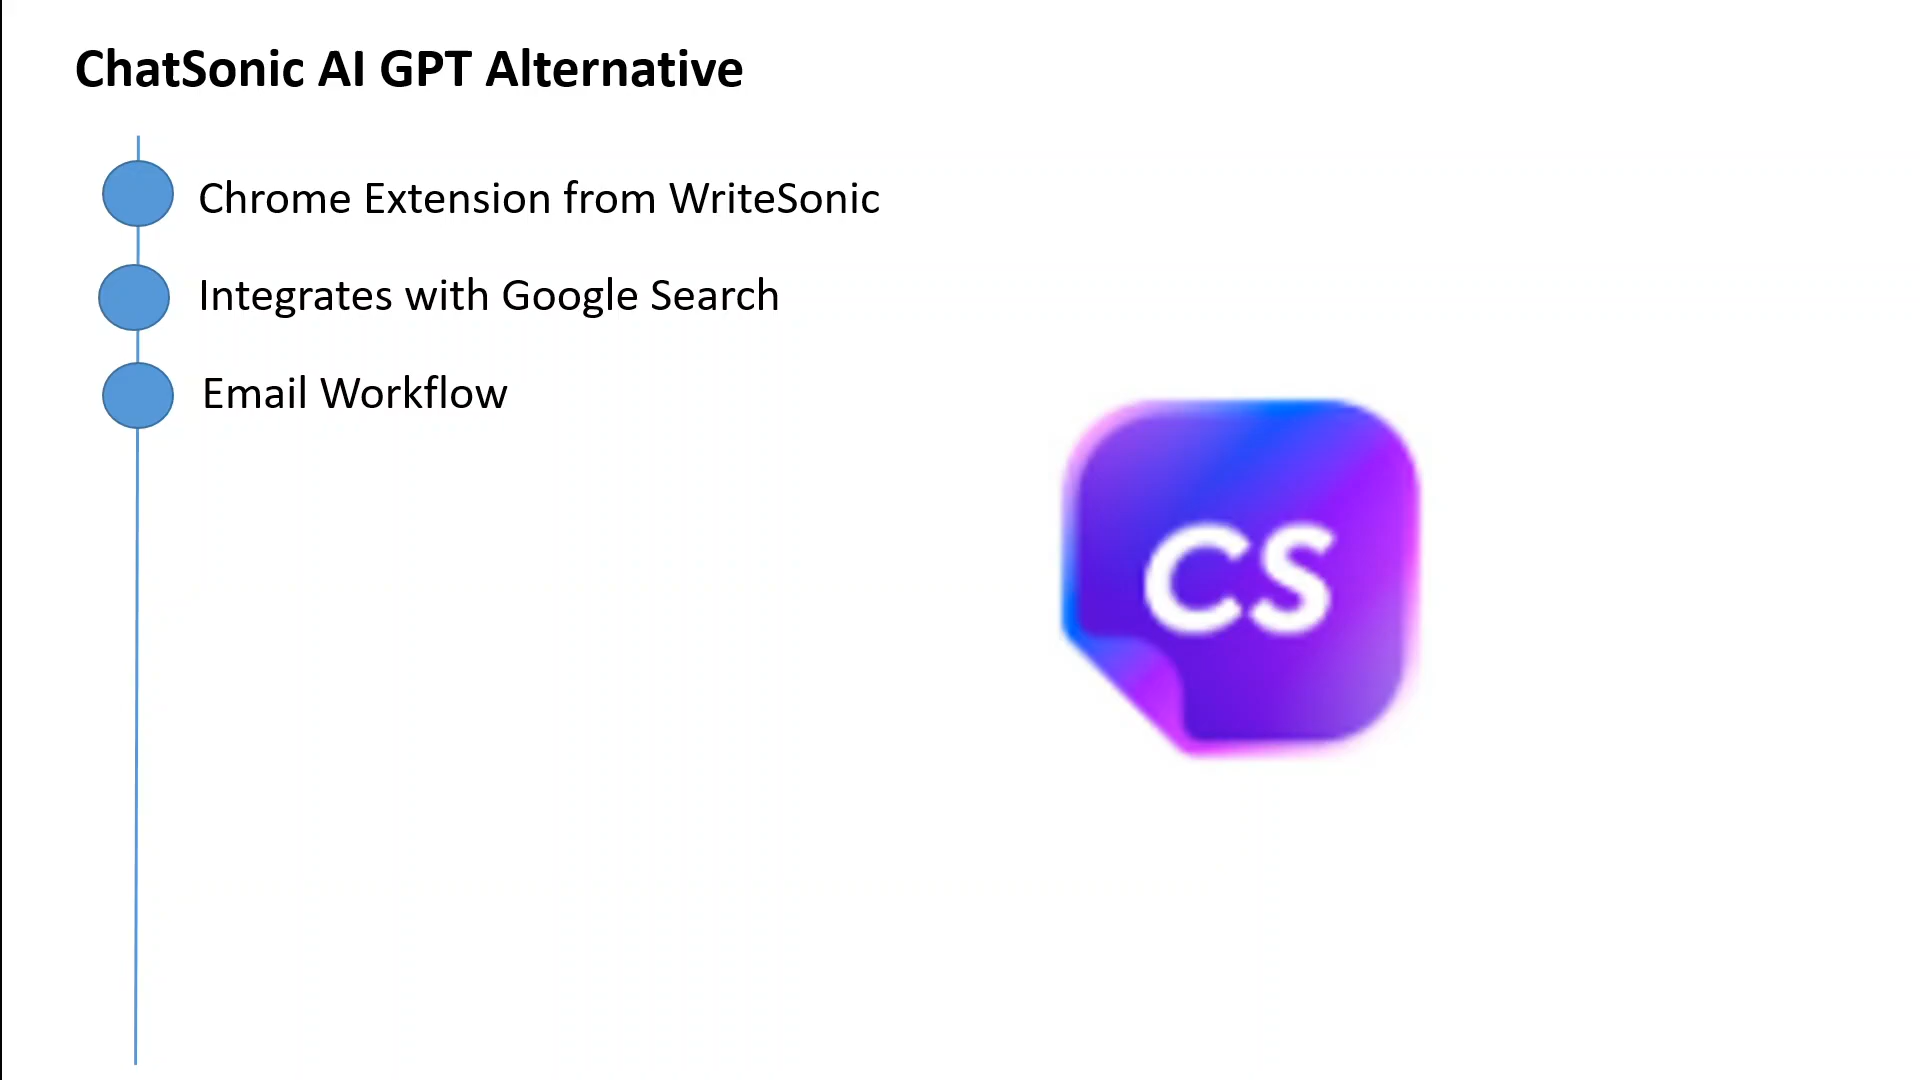 ChatSonic AI GPT Alternative
Chrome Extension from WriteSonic
Integrates with Google Search
Email Workflow
CS